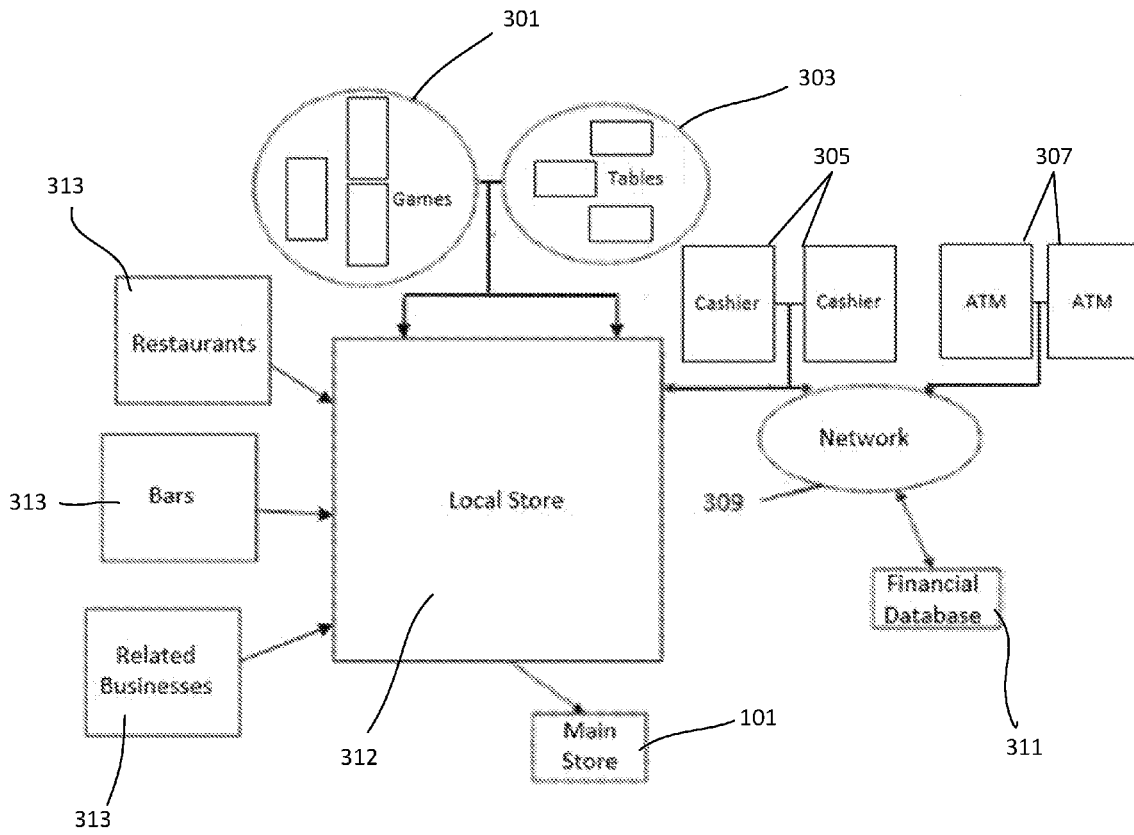 301
303
Games
Tables
305
307
313
Restaurants
Cashier
Cashier
ATM
ATM
Network
309
313
Bars
Local Store
Financial
Database
311
Related
Businesses
313
312
Main
Store
101